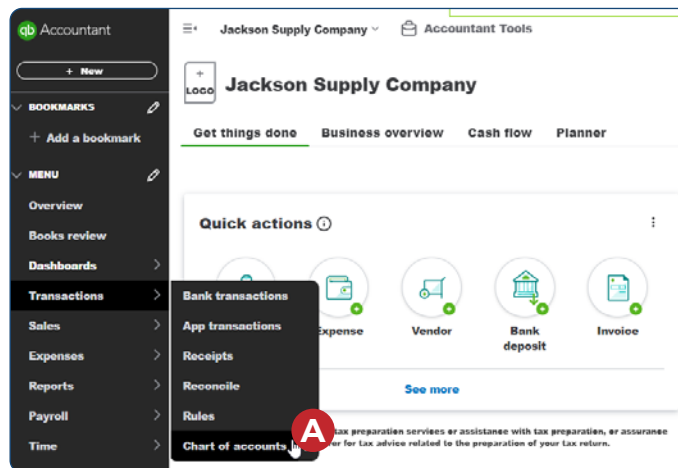 qb Accountant
+ New
BOOKMARKS
+ Add a bookmark
MENU
Overview
Books review
Dashboards
Transactions
Sales
Expenses
Reports
Payroll
Time
Jackson Supply Company
Accountant Tools
+ LOGO
Jackson Supply Company
Get things done Business overview Cash flow Planner
Quick actions
Expense Vendor Bank deposit Invoice
See more
Bank transactions
App transactions
Receipts
Reconcile
Rules
Chart of accounts
A
tax preparation services or assistance with tax preparation, or assurance
er for tax advice related to the preparation of your tax return.